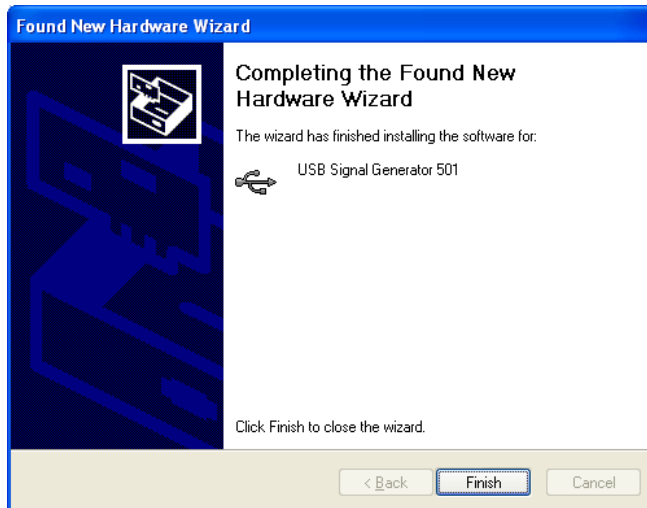 Found New Hardware Wizard
Completing the Found New
Hardware Wizard
The wizard has finished installing the software for:
USB Signal Generator 501
Click Finish to close the wizard.
< Back
Finish
Cancel